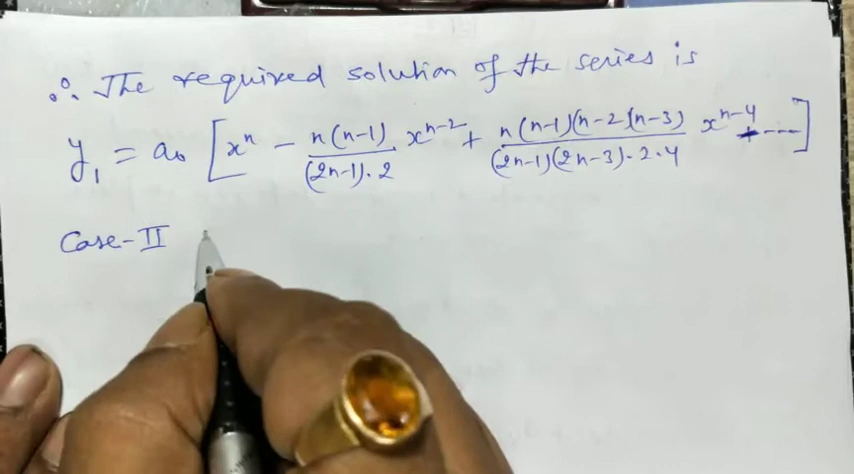 ∴ The required solution of the series is
y₁ = a₀ [xⁿ - n(n-1)/(2n-1)·2 xⁿ⁻² + n(n-1)(n-2)(n-3)/(2n-1)(2n-3)·2·4 xⁿ⁻⁴ + ---]
Case-II